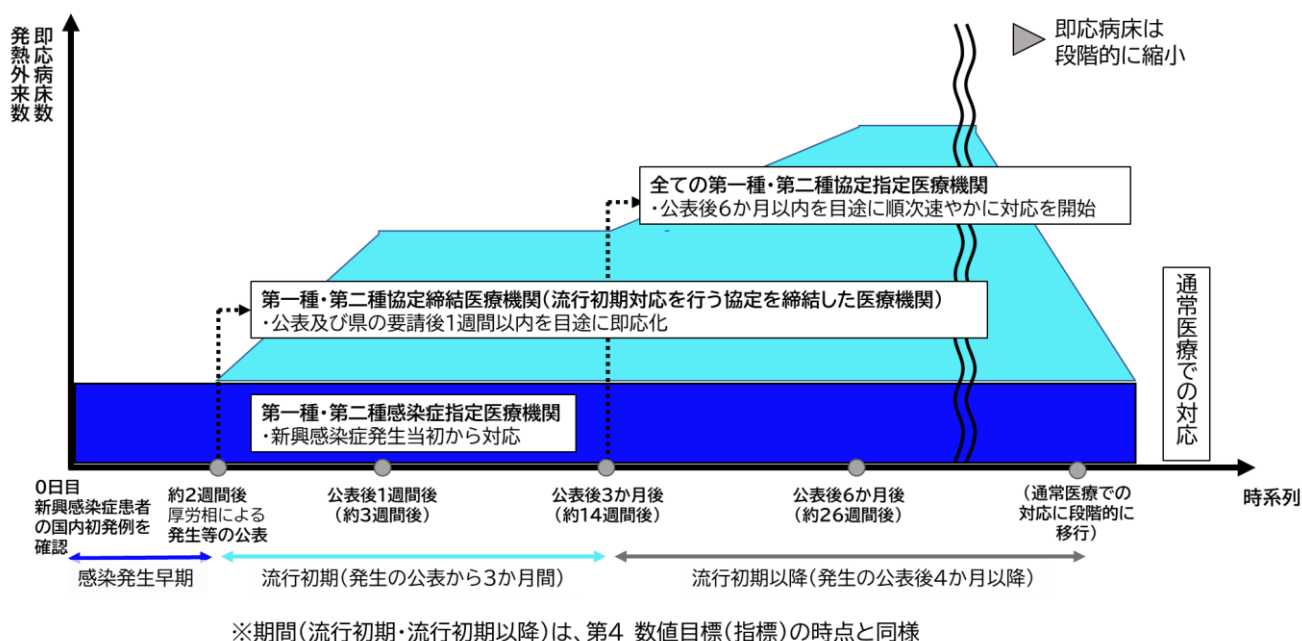 即応病床数
発熱外来数
即応病床は
段階的に縮小
全ての第一種・第二種協定指定医療機関
・公表後6か月以内を目途に順次速やかに対応を開始
第一種・第二種協定締結医療機関(流行初期対応を行う協定を締結した医療機関)
・公表及び県の要請後1週間以内を目途に即応化
第一種・第二種感染症指定医療機関
・新興感染症発生当初から対応
通常医療での対応
0日目
新興感染症患者
の国内初発例を
確認
約2週間後
厚労相による
発生等の公表
公表後1週間後
(約3週間後)
公表後3か月後
(約14週間後)
公表後6か月後
(約26週間後)
(通常医療での
対応に段階的に
移行)
時系列
感染発生早期
流行初期(発生の公表から3か月間)
流行初期以降(発生の公表後4か月以降)
※期間(流行初期・流行初期以降)は、第4 数値目標(指標)の時点と同様